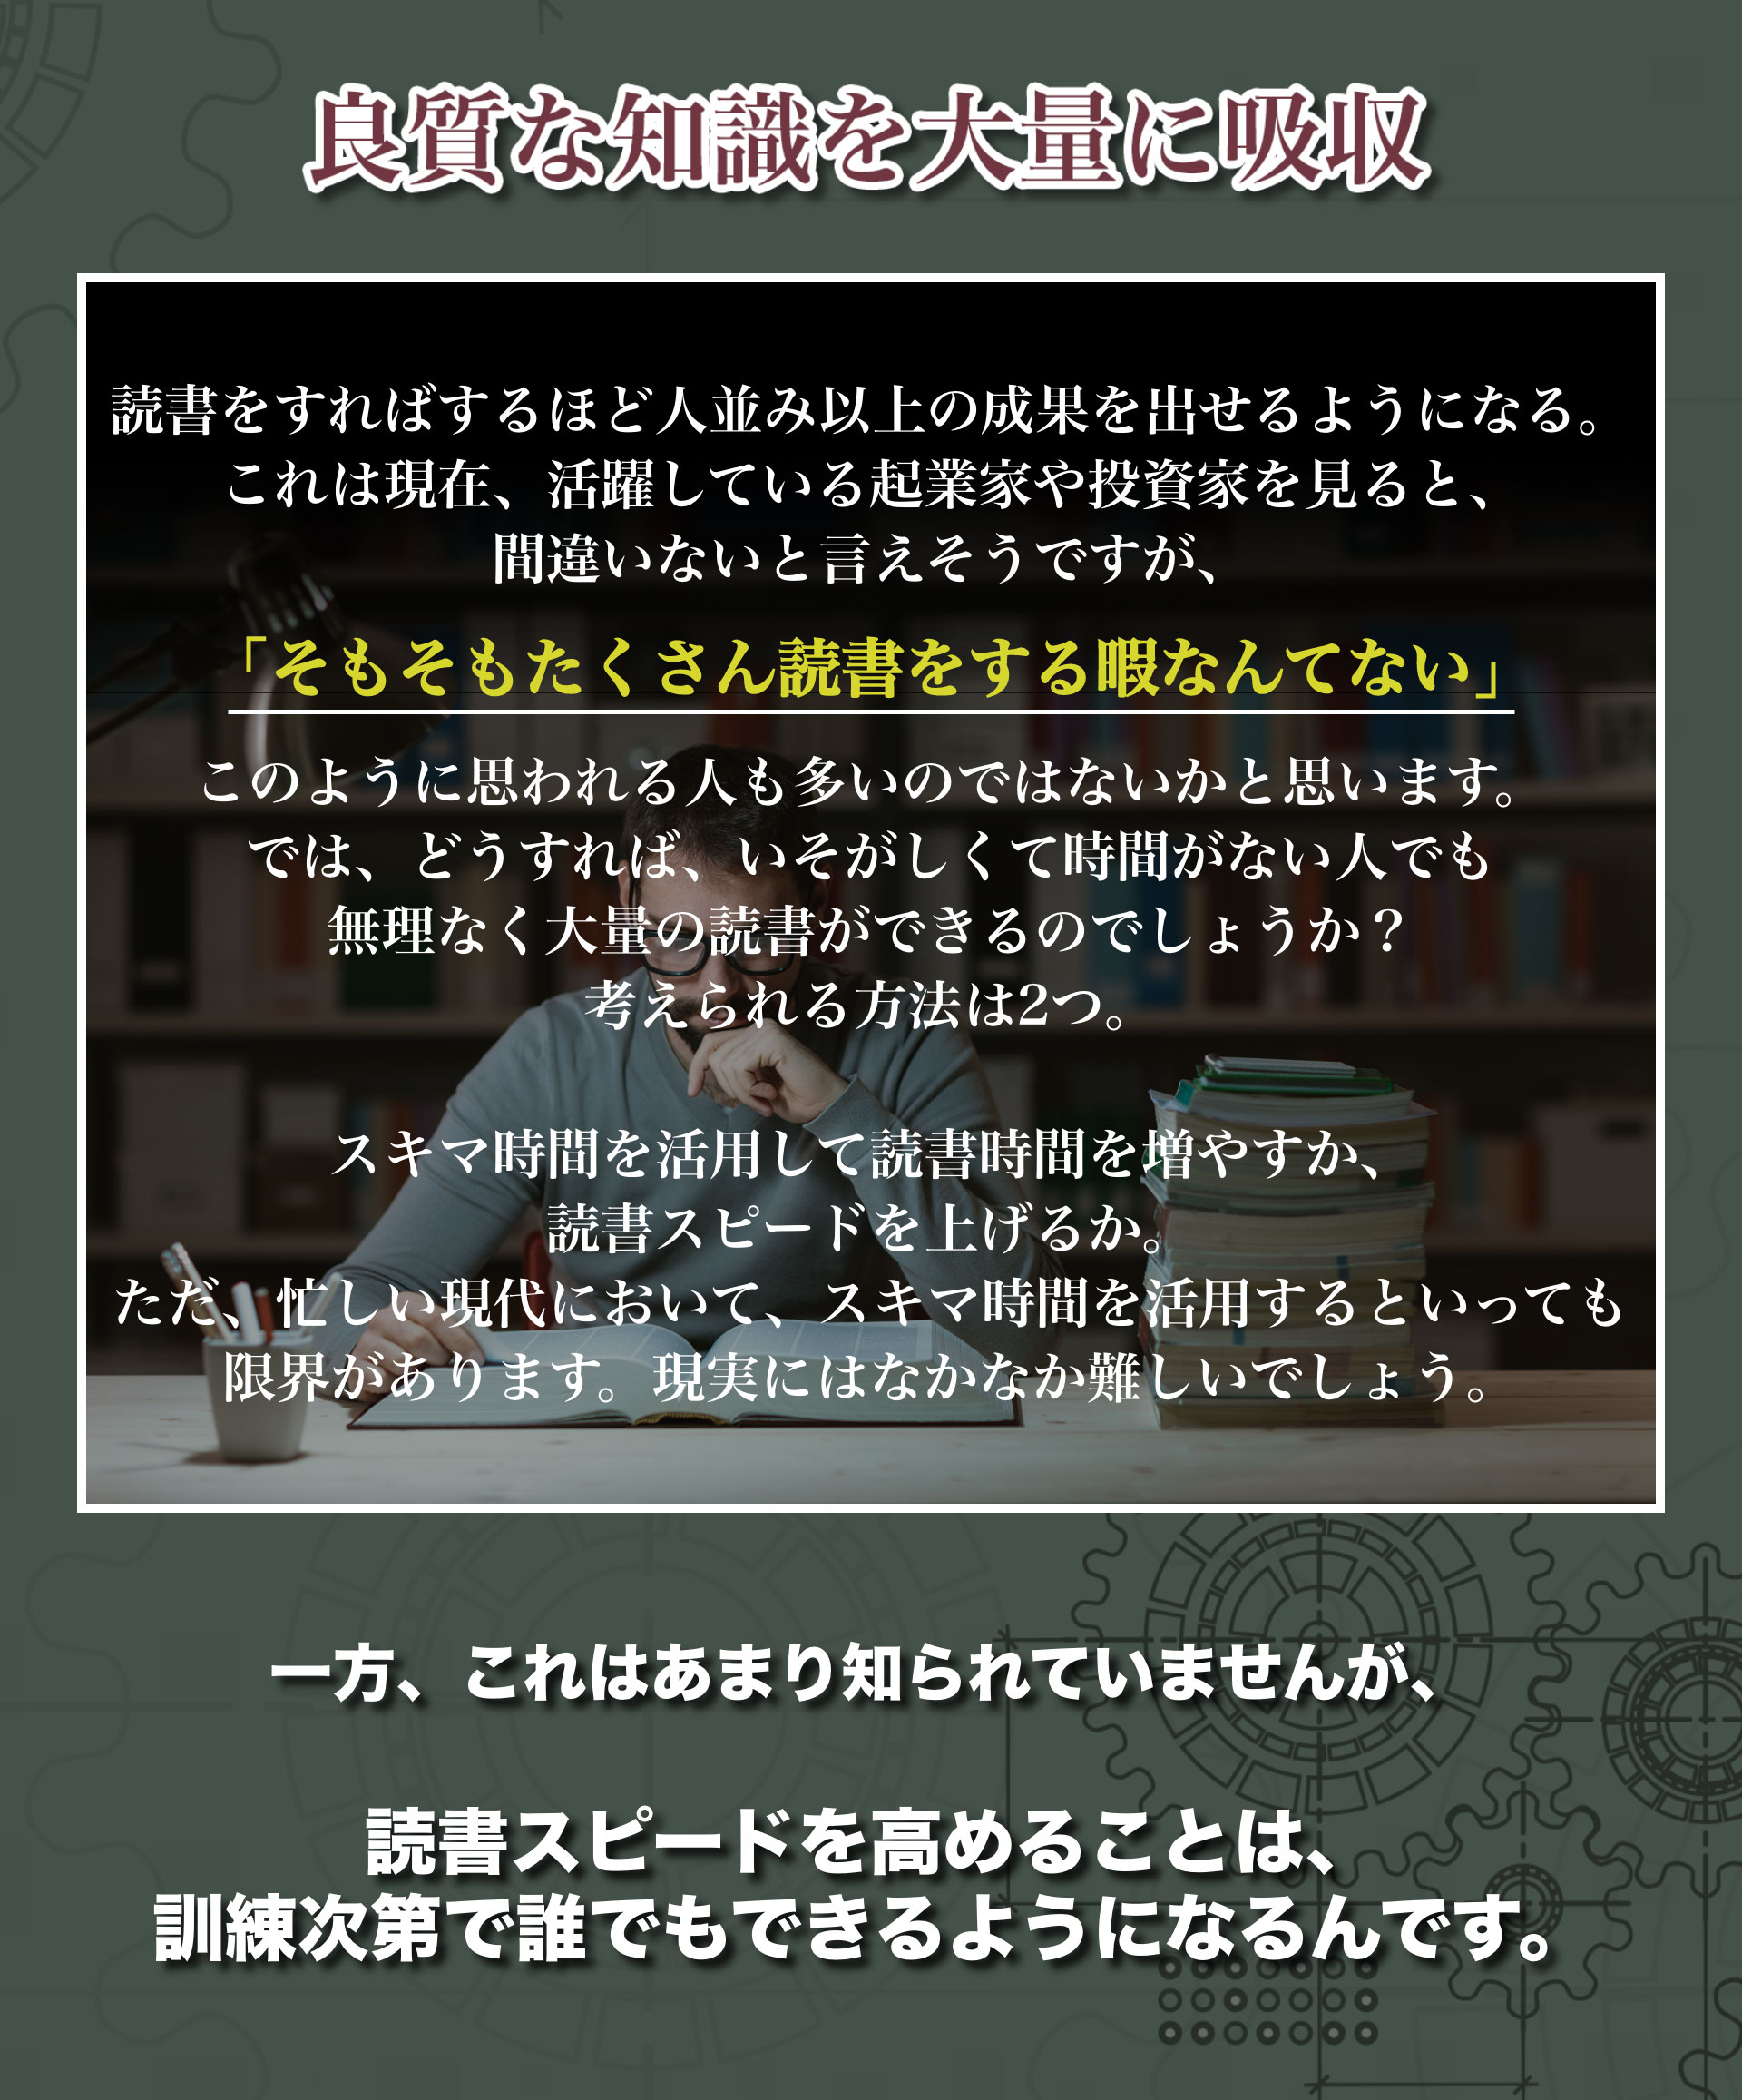 良質な知識を大量に吸収
読書をすればするほど人並み以上の成果を出せるようになる。
これは現在、活躍している起業家や投資家を見ると、
間違いないと言えそうですが、
「そもそもたくさん読書をする暇なんてない」
このように思われる人も多いのではないかと思います。
では、どうすれば、いそがしくて時間がない人でも
無理なく大量の読書ができるのでしょうか？
考えられる方法は2つ。
スキマ時間を活用して読書時間を増やすか、
読書スピードを上げるか。
ただ、忙しい現代において、スキマ時間を活用するといっても
限界があります。現実にはなかなか難しいでしょう。
一方、これはあまり知られていませんが、
読書スピードを高めることは、
訓練次第で誰でもできるようになるんです。